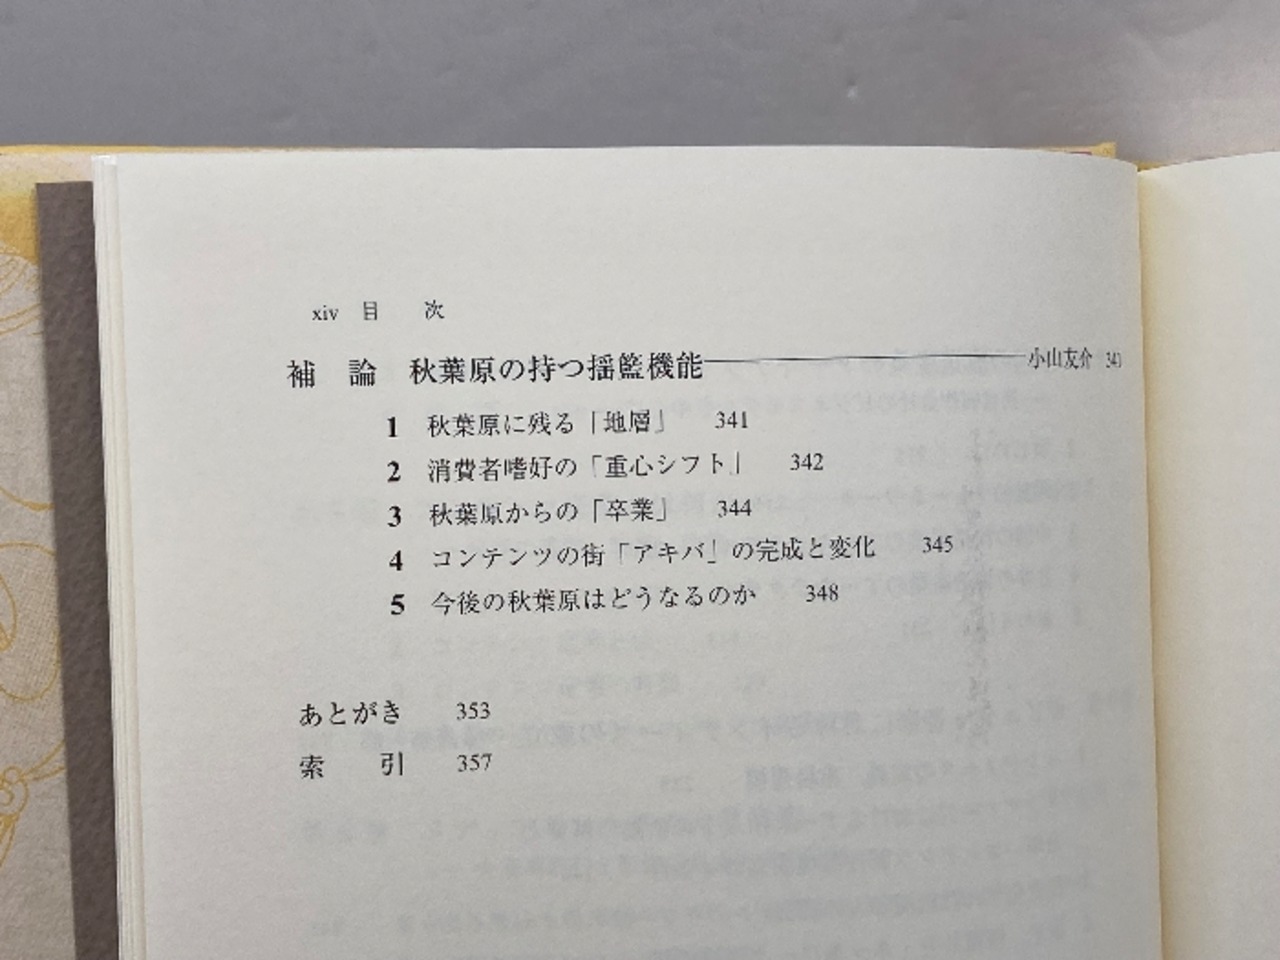 xiv 目 次
補 論 秋葉原の持つ揺籃機能――――小山友介 341
1 秋葉原に残る「地層」 341
2 消費者嗜好の「重心シフト」 342
3 秋葉原からの「卒業」 344
4 コンテンツの街「アキバ」の完成と変化 345
5 今後の秋葉原はどうなるのか 348
あとがき 353
索 引 357